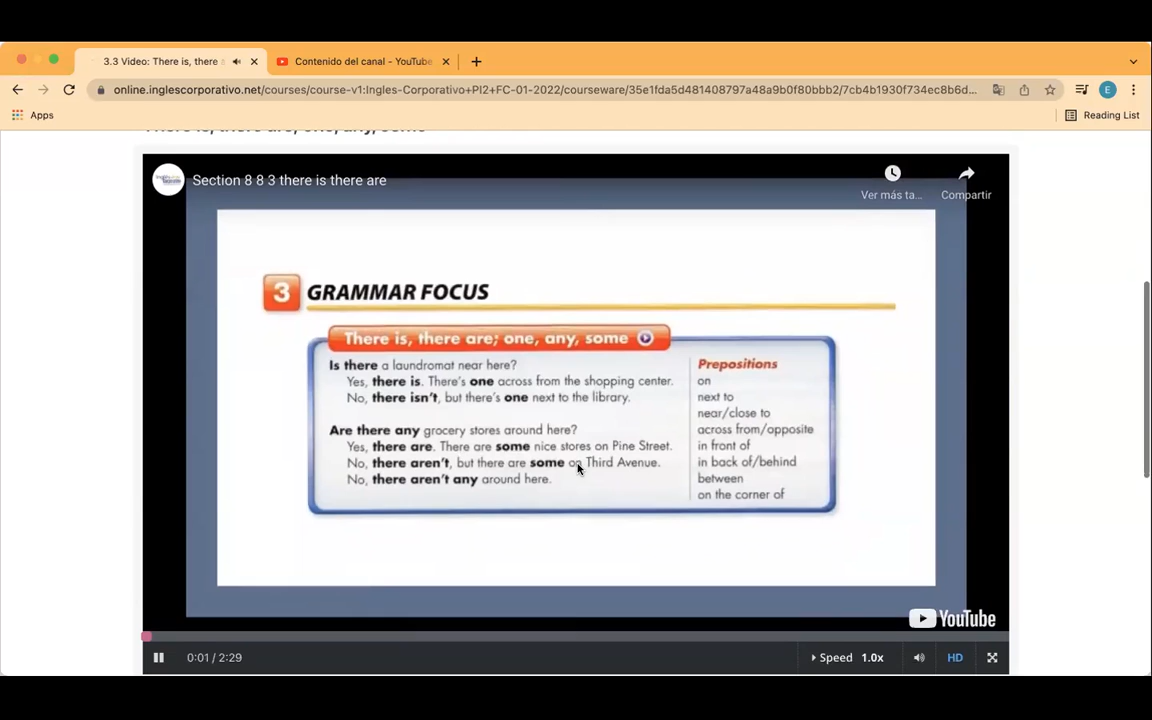 3.3 Video: There is, there
Contenido del canal - YouTube
online.inglescorporativo.net/courses/course-v1:Ingles-Corporativo+PI2+FC-01-2022/courseware/35e1fda5d481408797a48a9b0f80bbb2/7cb4b1930f734ec8b6d...
E
Apps
Reading List
There is, there are, one, any, some
Section 8 8 3 there is there are
Ver más ta...
Compartir
3 GRAMMAR FOCUS
There is, there are; one, any, some
Is there a laundromat near here?
Yes, there is. There's one across from the shopping center.
No, there isn't, but there's one next to the library.
Are there any grocery stores around here?
Yes, there are. There are some nice stores on Pine Street.
No, there aren't, but there are some on Third Avenue.
No, there aren't any around here.
Prepositions
on
next to
near/close to
across from/opposite
in front of
in back of/behind
between
on the corner of
YouTube
0:01 / 2:29
Speed 1.0x
HD